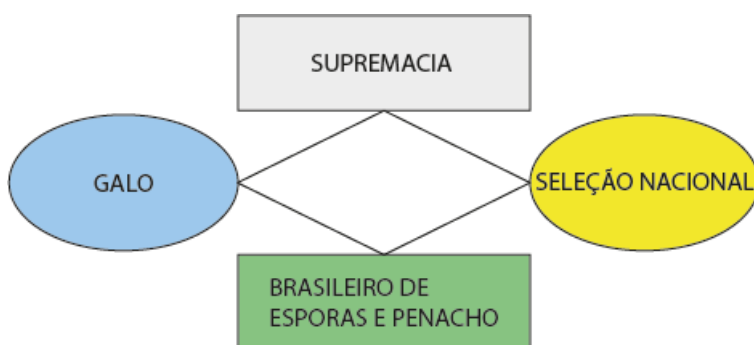 SUPREMACIA
GALO
SELEÇÃO NACIONAL
BRASILEIRO DE
ESPORAS E PENACHO